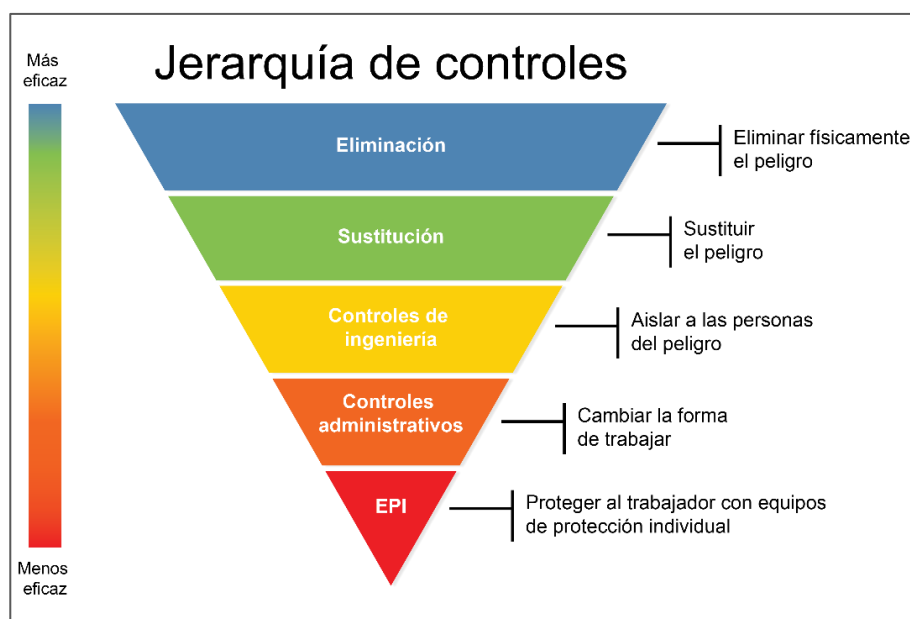 Jerarquía de controles
Más
eficaz
Eliminación
Eliminar físicamente
el peligro
Sustitución
Sustituir
el peligro
Controles de
ingeniería
Aislar a las personas
del peligro
Controles
administrativos
Cambiar la forma
de trabajar
EPI
Proteger al trabajador con equipos
de protección individual
Menos
eficaz